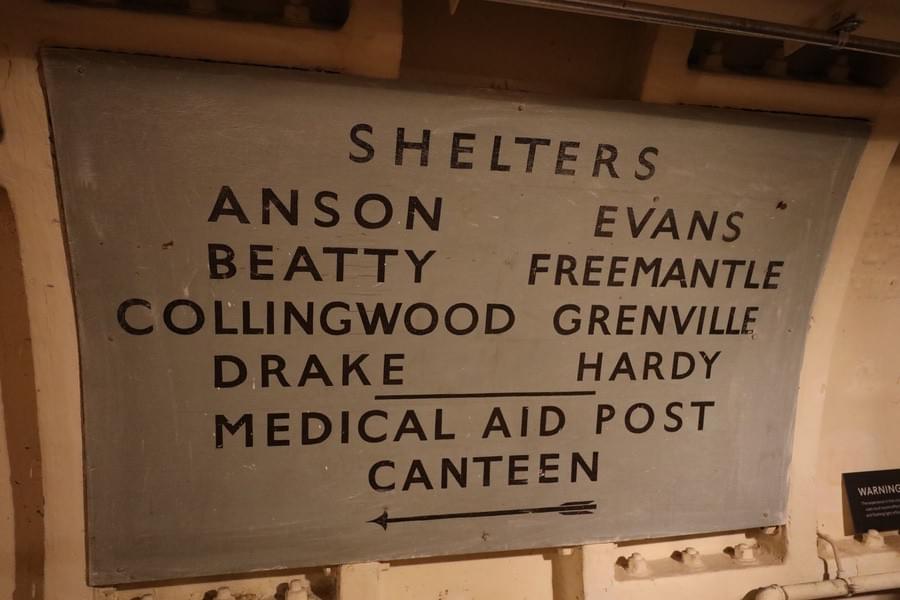 SHELTERS
ANSON EVANS
BEATTY FREEMANTLE
COLLINGWOOD GRENVILLE
DRAKE HARDY
MEDICAL AID POST
CANTEEN
WARNING